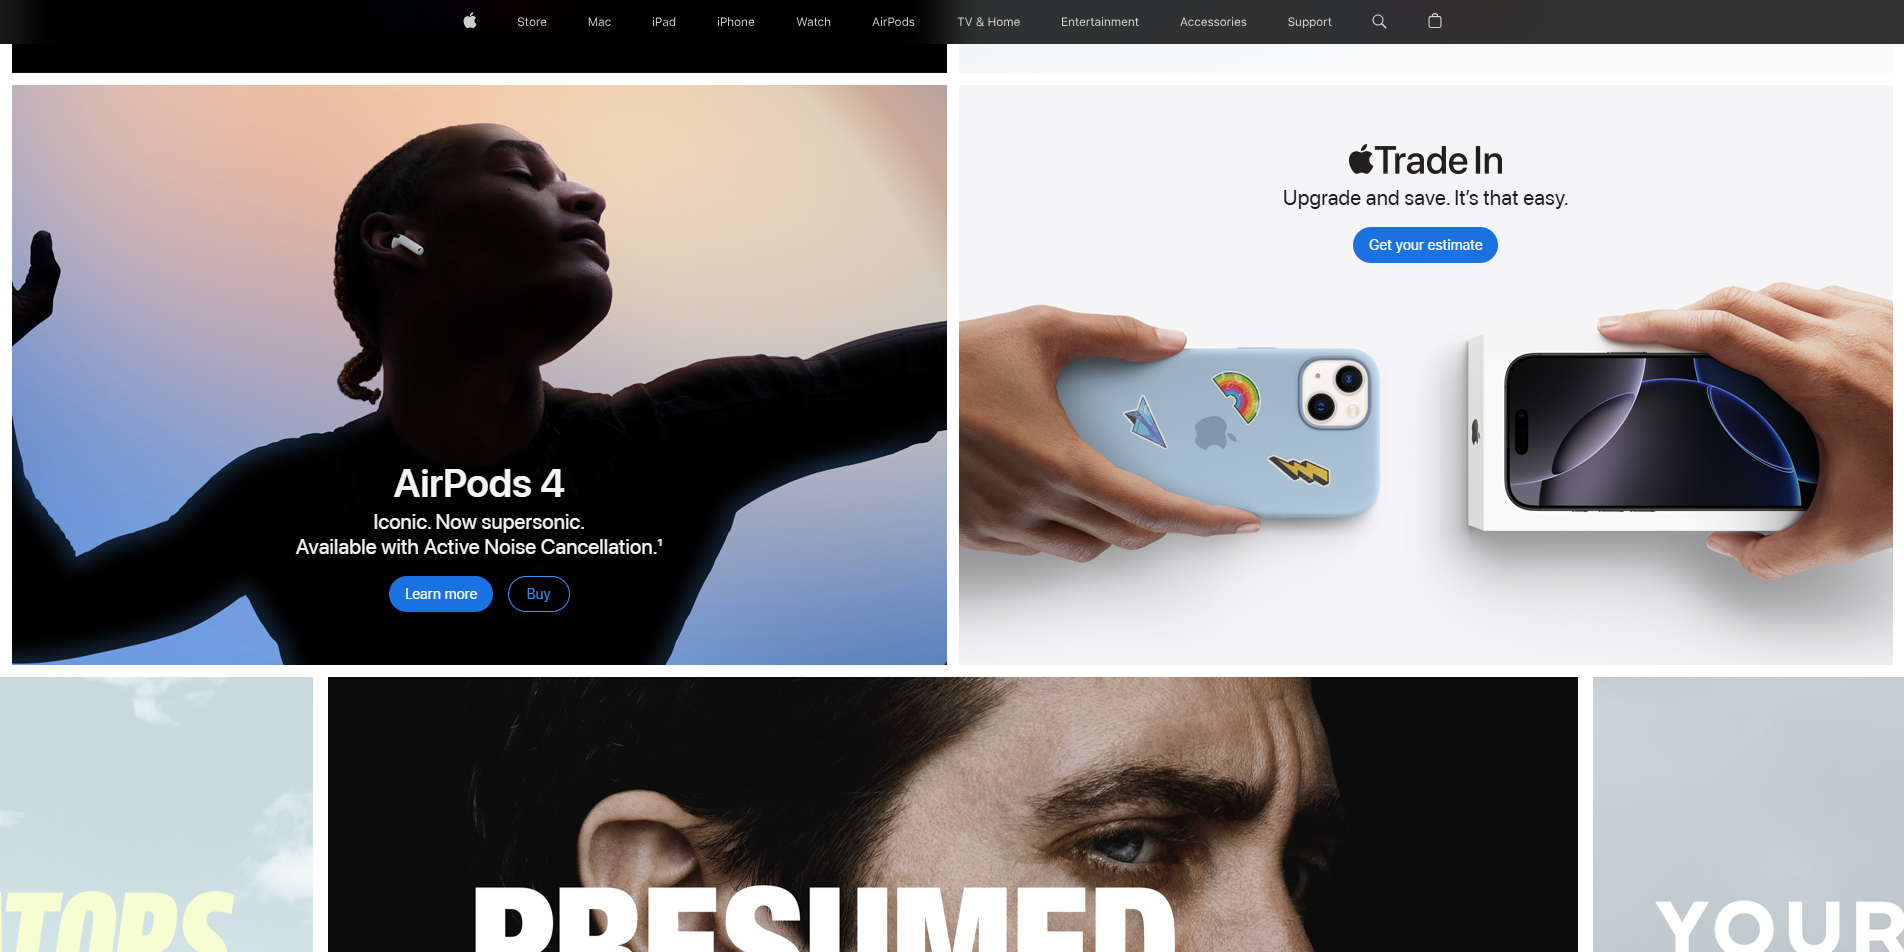 Store
Mac
iPad
iPhone
Watch
AirPods
TV & Home
Entertainment
Accessories
Support
AirPods 4
Iconic. Now supersonic.
Available with Active Noise Cancellation.¹
Learn more
Buy
Trade In
Upgrade and save. It’s that easy.
Get your estimate
PRESUMED
YOUR